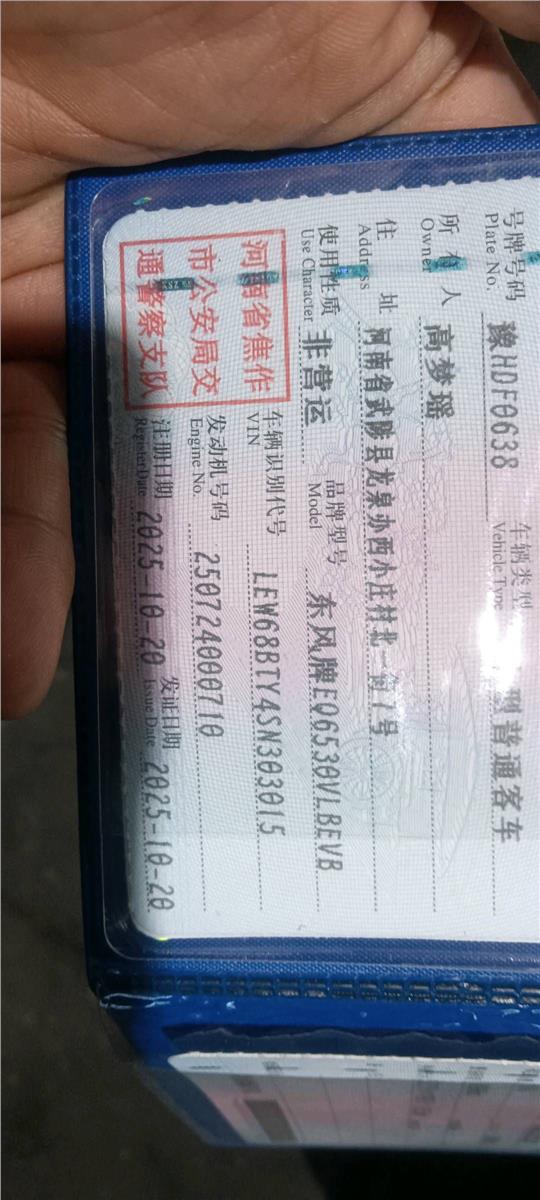 号牌号码 豫HDF0638 车辆类型 型普通客车
Plate No. Vehicle Type
所有人 高梦瑶
Owner
住址 河南省武陟县龙泉办西小庄村北一街1号
Address
使用性质 非营运 品牌型号 东风牌EQ6530VLBEVB
Use Character Model
河南省焦作
市公安局交
通警察支队
车辆识别代号 LEW68BTY4SN303015
VIN
发动机号码 250724000710
Engine No.
注册日期 2025-10-20 发证日期 2025-10-20
Register Date Issue Date